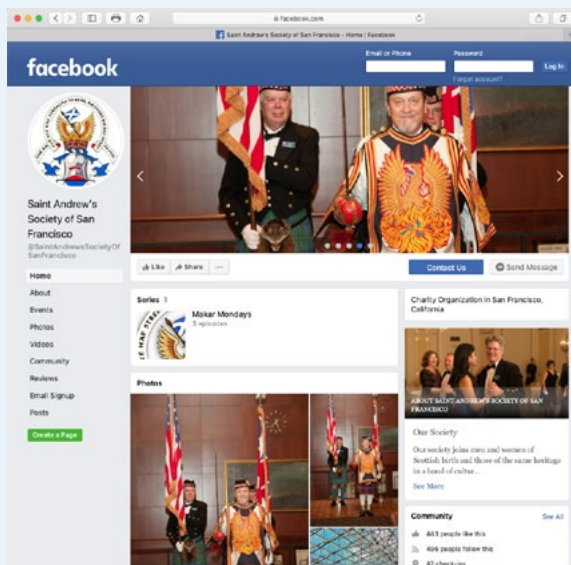 facebook.com
Saint Andrew's Society of San Francisco - Home | Facebook
facebook
Email or Phone
Password
Log In
Forgot account?
Saint Andrew's
Society of San
Francisco
@SaintAndrewsSocietyOf
SanFrancisco
Home
About
Events
Photos
Videos
Community
Reviews
Email Signup
Posts
Create a Page
Like
Share
Contact Us
Send Message
Series 1
Makar Mondays
3 episodes
Photos
Charity Organization in San Francisco,
California
ABOUT SAINT ANDREW'S SOCIETY OF SAN
FRANCISCO
Our Society
Our society joins men and women of
Scottish birth and those of the same heritage
in a bond of cultur...
See More
Community
See All
443 people like this
496 people follow this
42 check-ins